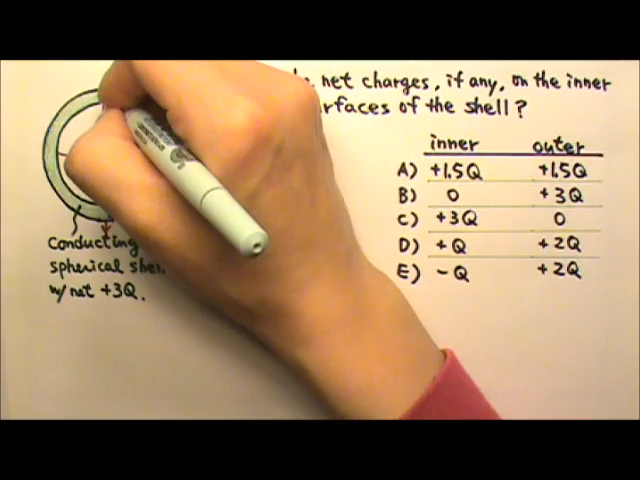 net charges, if any, on the inner
rfaces of the shell?
inner outer
A) +1.5Q +1.5Q
B) 0 +3Q
C) +3Q 0
D) +Q +2Q
E) -Q +2Q
Conducting
spherical shel
w/ net +3Q.